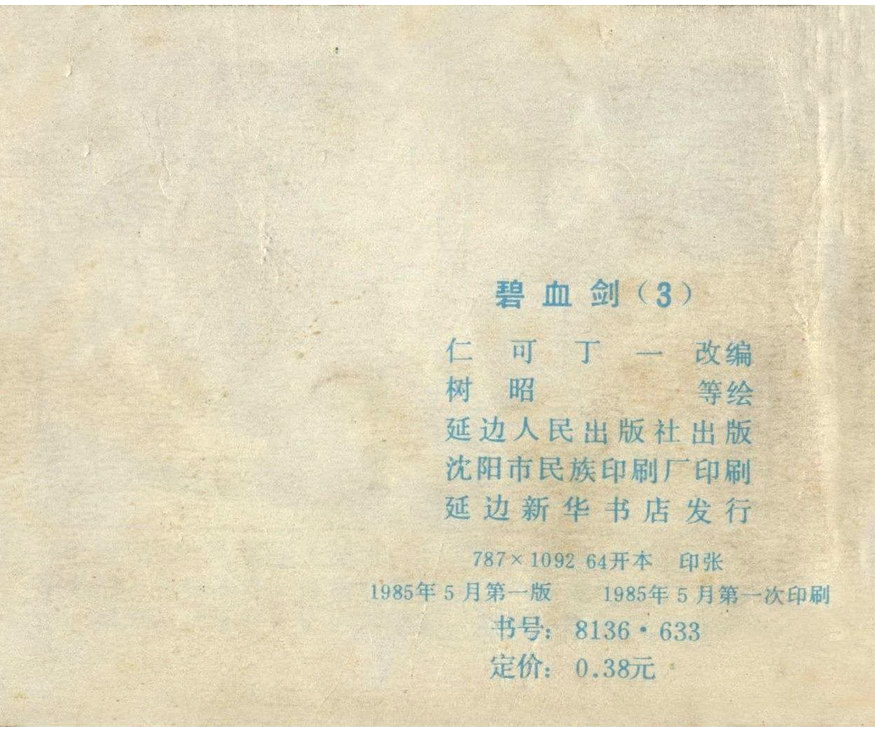 碧血剑（3）
仁可丁一改编
树昭等绘
延边人民出版社出版
沈阳市民族印刷厂印刷
延边新华书店发行
787×1092 64开本 印张
1985年5月第一版 1985年5月第一次印刷
书号：8136·633
定价：0.38元